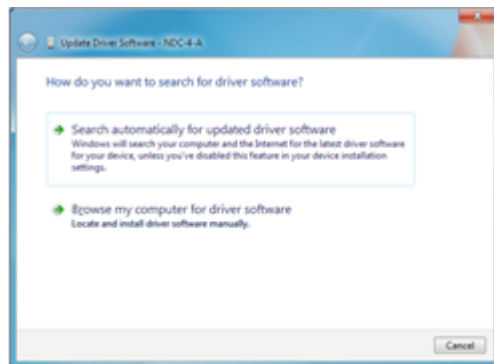 Update Driver Software - NDC-4-A
How do you want to search for driver software?
Search automatically for updated driver software
Windows will search your computer and the Internet for the latest driver software
for your device, unless you've disabled this feature in your device installation
settings.
Browse my computer for driver software
Locate and install driver software manually.
Cancel